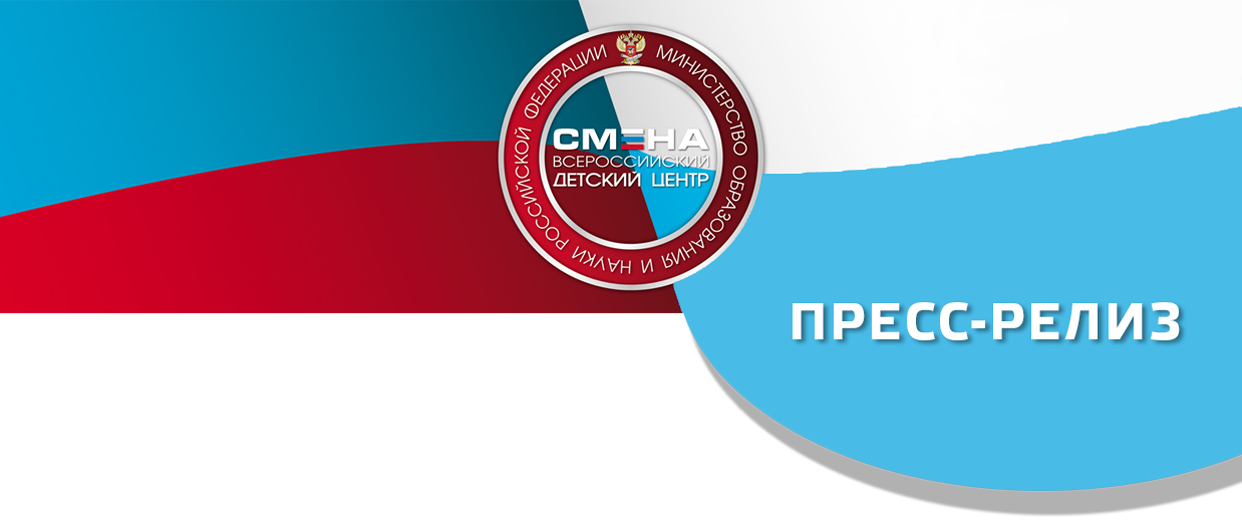 МИНИСТЕРСТВО ОБРАЗОВАНИЯ И НАУКИ РОССИЙСКОЙ ФЕДЕРАЦИИ
СМЕНА
ВСЕРОССИЙСКИЙ
ДЕТСКИЙ ЦЕНТР
ПРЕСС-РЕЛИЗ